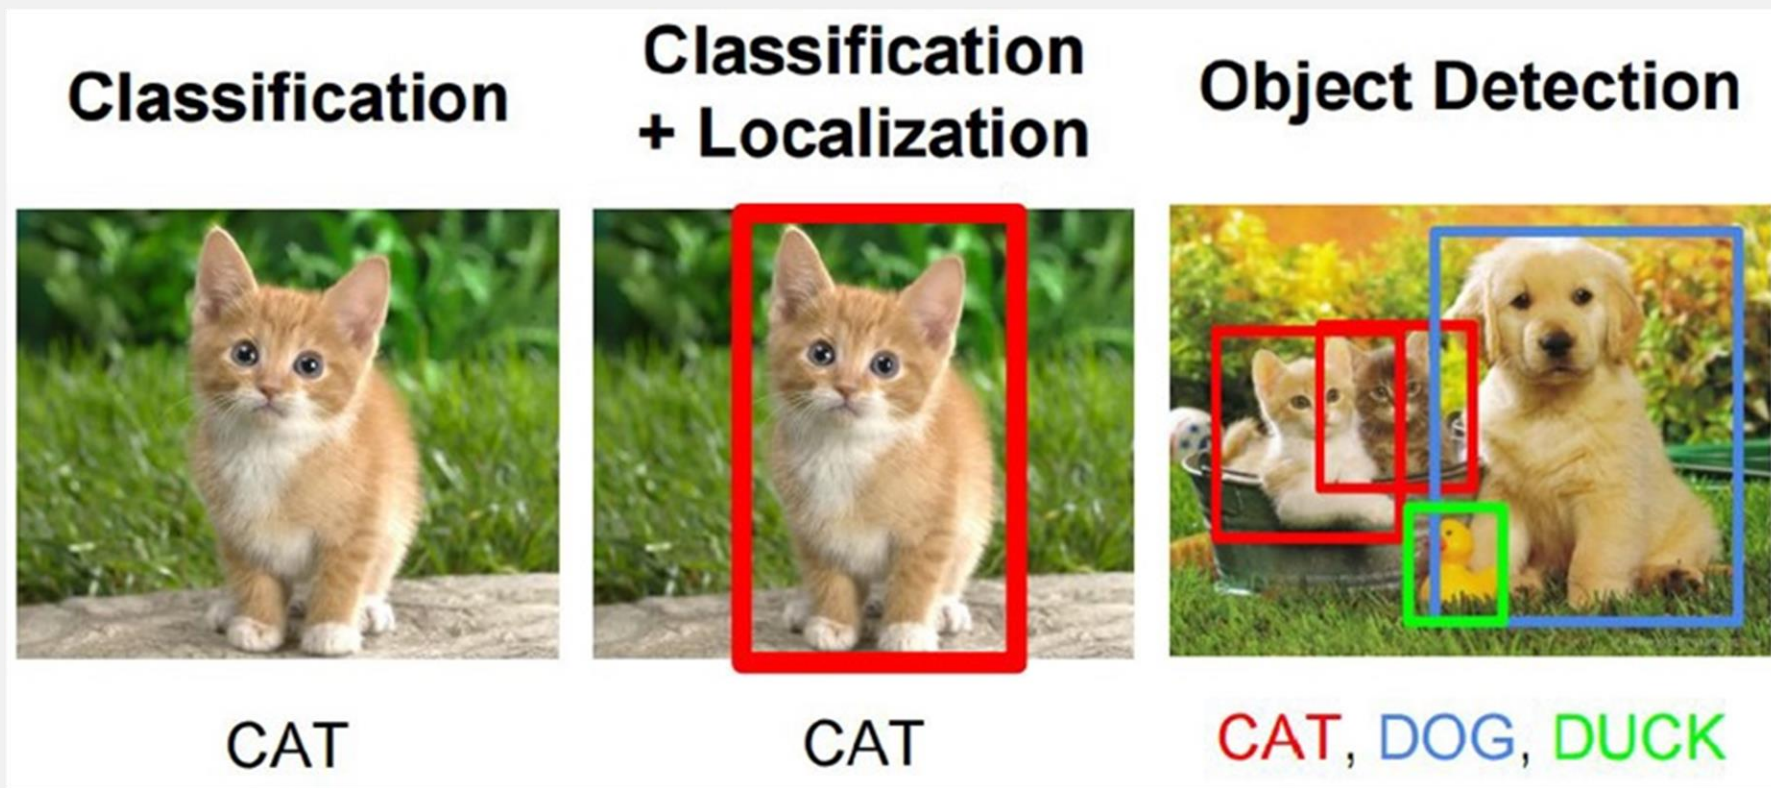 Classification
CAT
Classification
+ Localization
CAT
Object Detection
CAT, DOG, DUCK